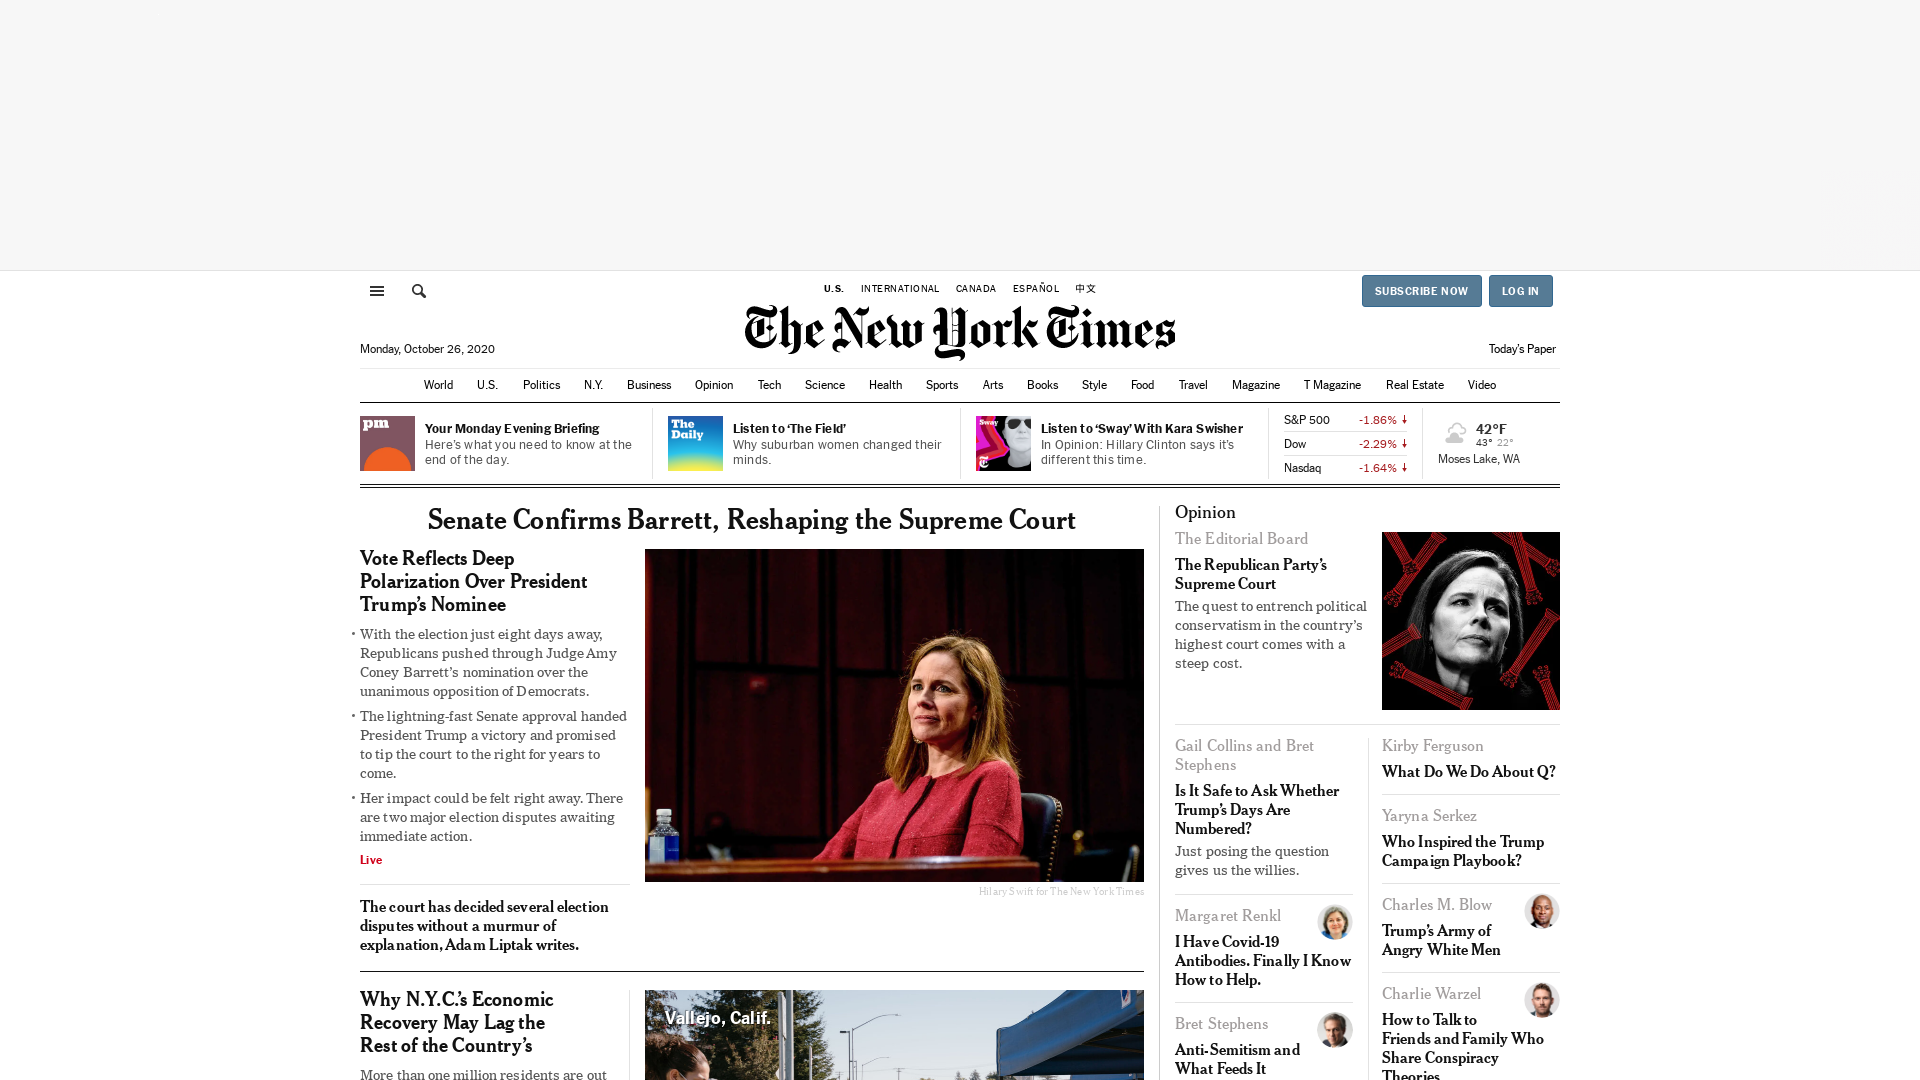 U.S. INTERNATIONAL CANADA ESPAÑOL 中文
SUBSCRIBE NOW LOG IN
The New York Times
Monday, October 26, 2020
Today's Paper
World U.S. Politics N.Y. Business Opinion Tech Science Health Sports Arts Books Style Food Travel Magazine T Magazine Real Estate Video
pm
Your Monday Evening Briefing
Here's what you need to know at the
end of the day.
The
Daily
Listen to ‘The Field’
Why suburban women changed their
minds.
Sway
Listen to ‘Sway’ With Kara Swisher
In Opinion: Hillary Clinton says it's
different this time.
S&P 500 -1.86%
Dow -2.29%
Nasdaq -1.64%
42°F
43° 22°
Moses Lake, WA
Senate Confirms Barrett, Reshaping the Supreme Court
Vote Reflects Deep
Polarization Over President
Trump’s Nominee
• With the election just eight days away,
Republicans pushed through Judge Amy
Coney Barrett’s nomination over the
unanimous opposition of Democrats.
• The lightning-fast Senate approval handed
President Trump a victory and promised
to tip the court to the right for years to
come.
• Her impact could be felt right away. There
are two major election disputes awaiting
immediate action.
Live
Hilary Swift for The New York Times
The court has decided several election
disputes without a murmur of
explanation, Adam Liptak writes.
Why N.Y.C.’s Economic
Recovery May Lag the
Rest of the Country’s
More than one million residents are out
Vallejo, Calif.
Opinion
The Editorial Board
The Republican Party’s
Supreme Court
The quest to entrench political
conservatism in the country’s
highest court comes with a
steep cost.
Gail Collins and Bret
Stephens
Is It Safe to Ask Whether
Trump’s Days Are
Numbered?
Just posing the question
gives us the willies.
Margaret Renkl
I Have Covid-19
Antibodies. Finally I Know
How to Help.
Bret Stephens
Anti-Semitism and
What Feeds It
Kirby Ferguson
What Do We Do About Q?
Yaryna Serkez
Who Inspired the Trump
Campaign Playbook?
Charles M. Blow
Trump’s Army of
Angry White Men
Charlie Warzel
How to Talk to
Friends and Family Who
Share Conspiracy
Theories